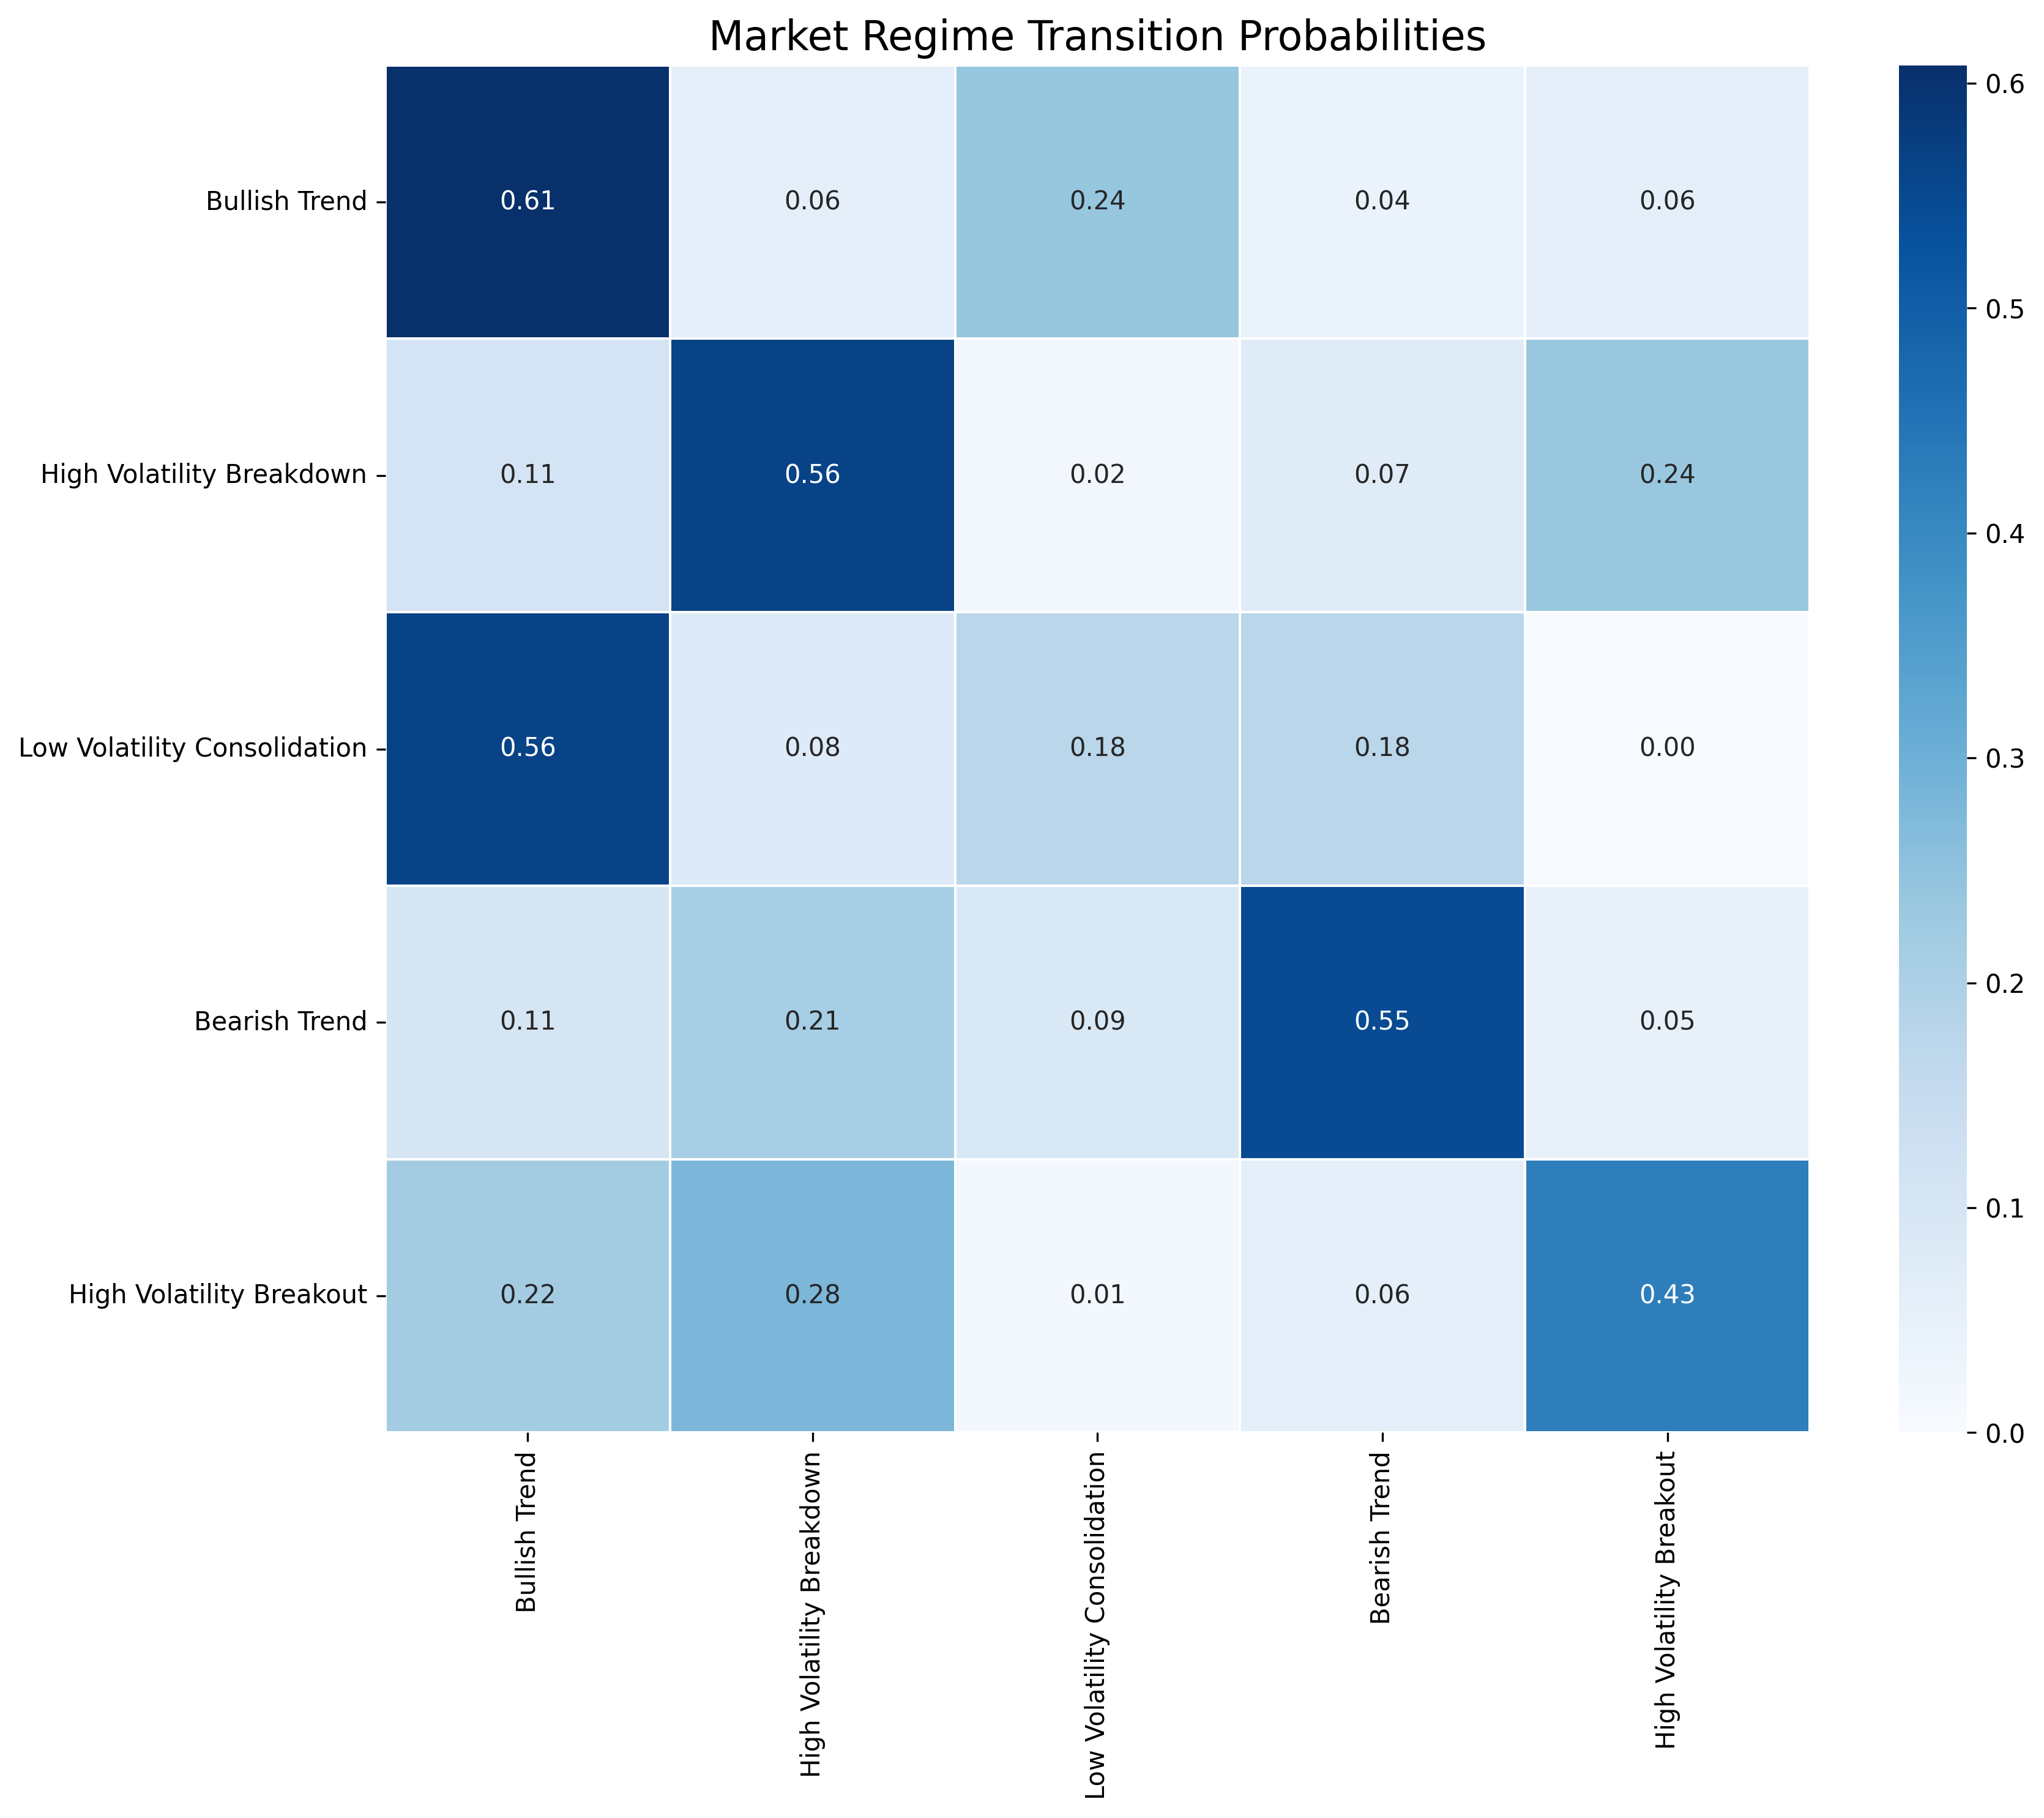 Market Regime Transition Probabilities
Bullish Trend 0.61 0.06 0.24 0.04 0.06
High Volatility Breakdown 0.11 0.56 0.02 0.07 0.24
Low Volatility Consolidation 0.56 0.08 0.18 0.18 0.00
Bearish Trend 0.11 0.21 0.09 0.55 0.05
High Volatility Breakout 0.22 0.28 0.01 0.06 0.43
Bullish Trend
High Volatility Breakdown
Low Volatility Consolidation
Bearish Trend
High Volatility Breakout
0.6
0.5
0.4
0.3
0.2
0.1
0.0